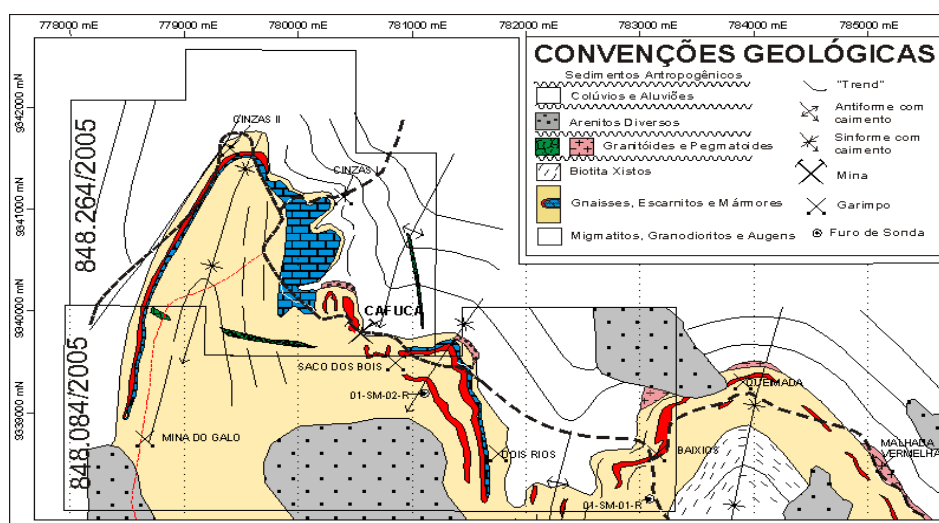 778000 mE 779000 mE 780000 mE 781000 mE 782000 mE 783000 mE 784000 mE 785000 mE
CONVENÇÕES GEOLÓGICAS
Sedimentos Antropogênicos
Colúvios e Aluviões
Arenitos Diversos
Granitóides e Pegmatoides
Biotita Xistos
Gnaisses, Escarnitos e Mármores
Migmatitos, Granodioritos e Augens
"Trend"
Antiforme com
caimento
Sinforme com
caimento
Mina
Garimpo
Furo de Sonda
9342000 mN
9341000 mN
9340000 mN
9339000 mN
848.264/2005
848.084/2005
CINZAS II
CINZAS I
CAFUCA
SACO DOS BOIS
01-SM-02-R
MINA DO GALO
DOIS RIOS
BAIXIOS
01-SM-01-R
QUEIMADA
MALHADA
VERMELHA